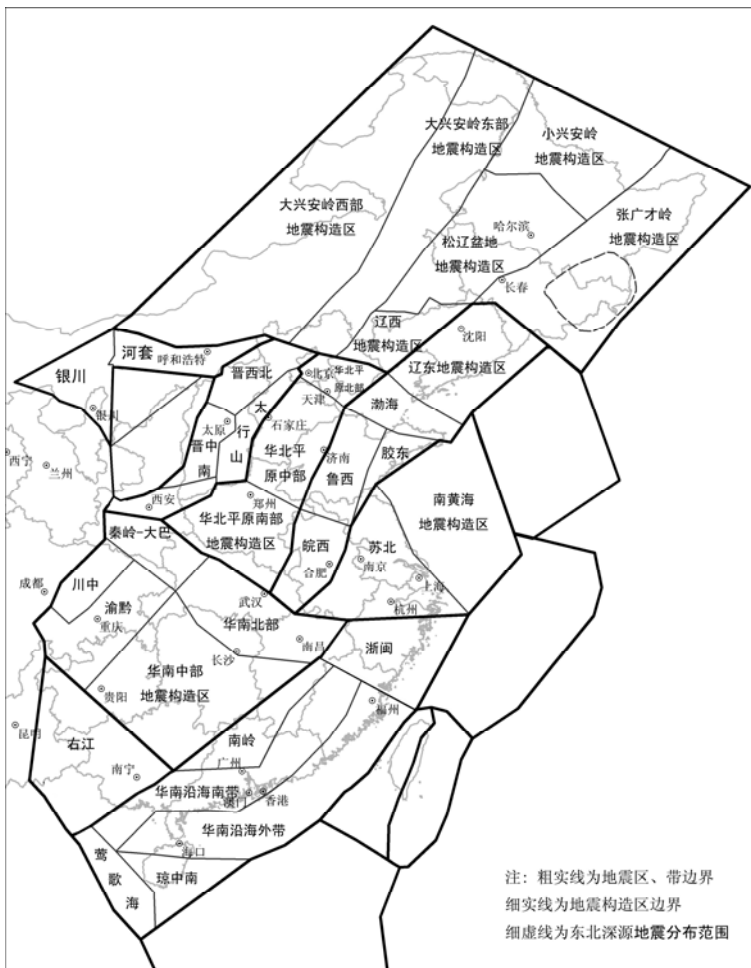 大兴安岭东部
地震构造区
小兴安岭
地震构造区
大兴安岭西部
地震构造区
张广才岭
地震构造区
哈尔滨
松辽盆地
地震构造区
长春
辽西
地震构造区
沈阳
辽东地震构造区
河套
呼和浩特
银川
银川
晋西北
北京
华北平
原北部
天津
渤海
太
行
山
石家庄
太原
晋中
南
华北平
原中部
济南
鲁西
胶东
西宁
兰州
西安
郑州
华北平原南部
地震构造区
南黄海
地震构造区
秦岭-大巴
皖西
合肥
苏北
南京
上海
杭州
成都
川中
渝黔
重庆
武汉
华北部
南昌
浙闽
长沙
华南中部
地震构造区
贵阳
福州
昆明
右江
南宁
南岭
广州
华南沿海南带
澳门
香港
华南沿海外带
海口
莺
歌
海
琼中南
注：粗实线为地震区、带边界
细实线为地震构造区边界
细虚线为东北深源地震分布范围